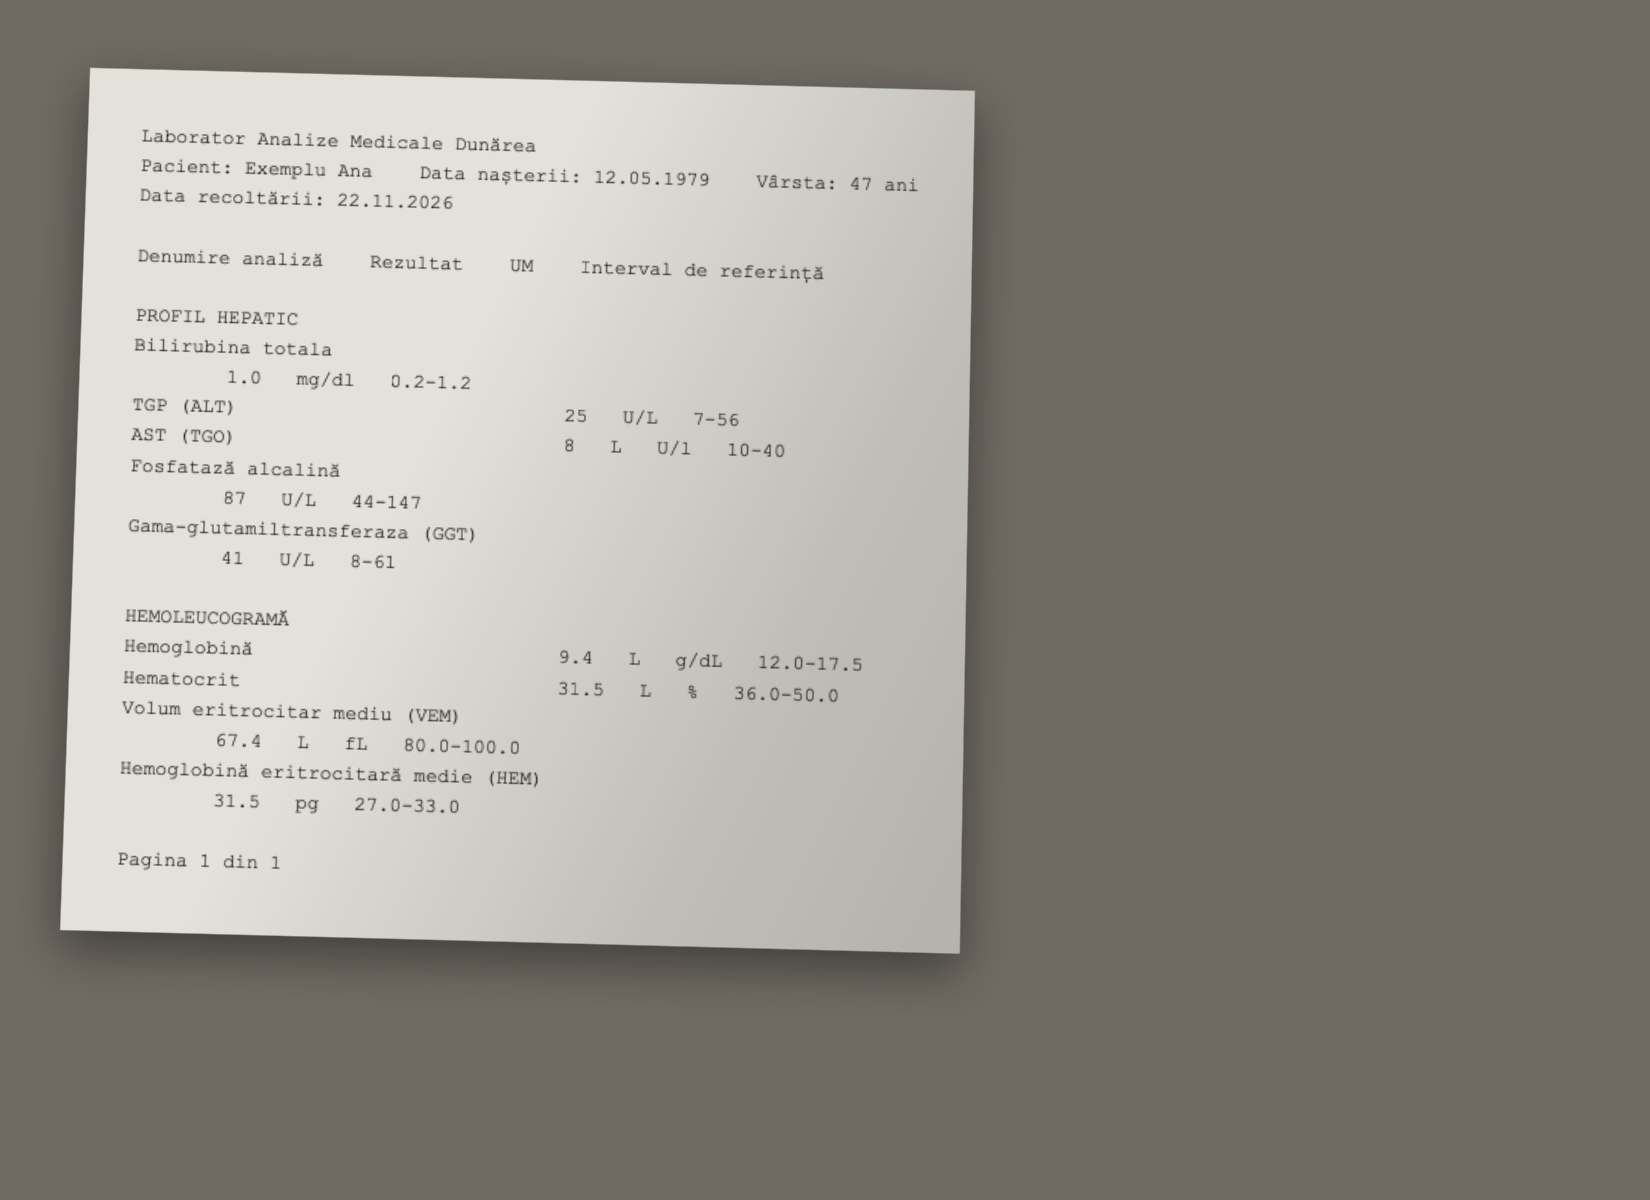 Laborator Analize Medicale Dunărea
Pacient: Exemplu Ana    Data nașterii: 12.05.1979    Vârsta: 47 ani
Data recoltării: 22.11.2026
Denumire analiză    Rezultat    UM    Interval de referință
PROFIL HEPATIC
Bilirubina totala
1.0   mg/dl   0.2-1.2
TGP (ALT)   25   U/L   7-56
AST (TGO)   8   L   U/l   10-40
Fosfatază alcalină
87   U/L   44-147
Gama-glutamiltransferaza (GGT)
41   U/L   8-61
HEMOLEUCOGRAMĂ
Hemoglobină   9.4   L   g/dL   12.0-17.5
Hematocrit   31.5   L   %   36.0-50.0
Volum eritrocitar mediu (VEM)
67.4   L   fL   80.0-100.0
Hemoglobină eritrocitară medie (HEM)
31.5   pg   27.0-33.0
Pagina 1 din 1